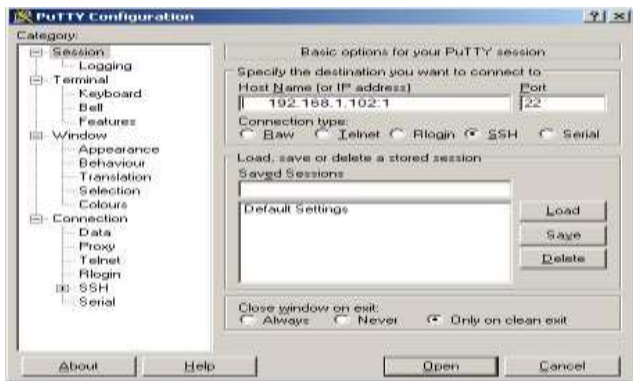 PuTTY Configuration
Category:
Session
Logging
Terminal
Keyboard
Bell
Features
Window
Appearance
Behaviour
Translation
Selection
Colours
Connection
Data
Proxy
Telnet
Rlogin
SSH
Serial
Basic options for your PuTTY session
Specify the destination you want to connect to
Host Name (or IP address) Port
192.168.1.102:1 22
Connection type:
Raw Telnet Rlogin SSH Serial
Load, save or delete a stored session
Saved Sessions
Default Settings
Load
Save
Delete
Close window on exit:
Always Never Only on clean exit
About Help Open Cancel